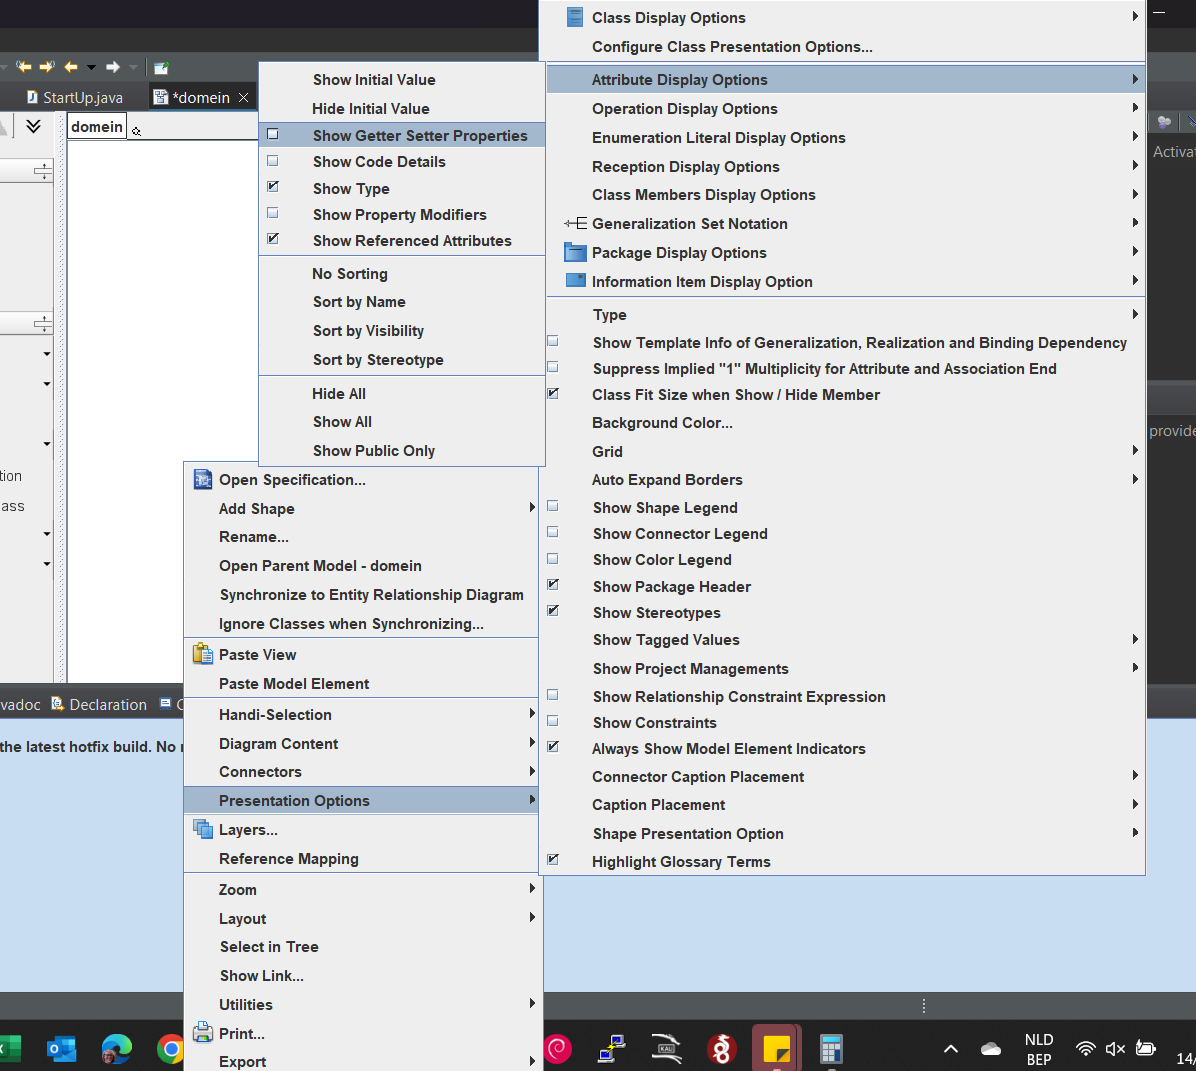 StartUp.java
*domein
domein
tion
ass
vadoc
Declaration
C
the latest hotfix build. No
Show Initial Value
Hide Initial Value
Show Getter Setter Properties
Show Code Details
Show Type
Show Property Modifiers
Show Referenced Attributes
No Sorting
Sort by Name
Sort by Visibility
Sort by Stereotype
Hide All
Show All
Show Public Only
Open Specification...
Add Shape
Rename...
Open Parent Model - domein
Synchronize to Entity Relationship Diagram
Ignore Classes when Synchronizing...
Paste View
Paste Model Element
Handi-Selection
Diagram Content
Connectors
Presentation Options
Layers...
Reference Mapping
Zoom
Layout
Select in Tree
Show Link...
Utilities
Print...
Export
Class Display Options
Configure Class Presentation Options...
Attribute Display Options
Operation Display Options
Enumeration Literal Display Options
Reception Display Options
Class Members Display Options
Generalization Set Notation
Package Display Options
Information Item Display Option
Type
Show Template Info of Generalization, Realization and Binding Dependency
Suppress Implied "1" Multiplicity for Attribute and Association End
Class Fit Size when Show / Hide Member
Background Color...
Grid
Auto Expand Borders
Show Shape Legend
Show Connector Legend
Show Color Legend
Show Package Header
Show Stereotypes
Show Tagged Values
Show Project Managements
Show Relationship Constraint Expression
Show Constraints
Always Show Model Element Indicators
Connector Caption Placement
Caption Placement
Shape Presentation Option
Highlight Glossary Terms
Activat
provide
KALI
NLD
BEP
14/